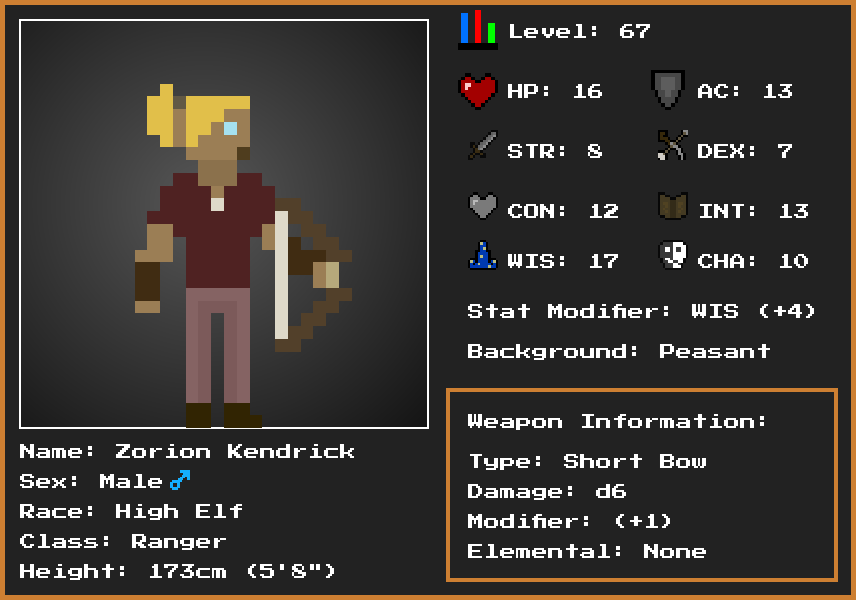 Level: 67
HP: 16
AC: 13
STR: 8
DEX: 7
CON: 12
INT: 13
WIS: 17
CHA: 10
Stat Modifier: WIS (+4)
Background: Peasant
Weapon Information:
Type: Short Bow
Damage: d6
Modifier: (+1)
Elemental: None
Name: Zorion Kendrick
Sex: Male ♂
Race: High Elf
Class: Ranger
Height: 173cm (5'8")